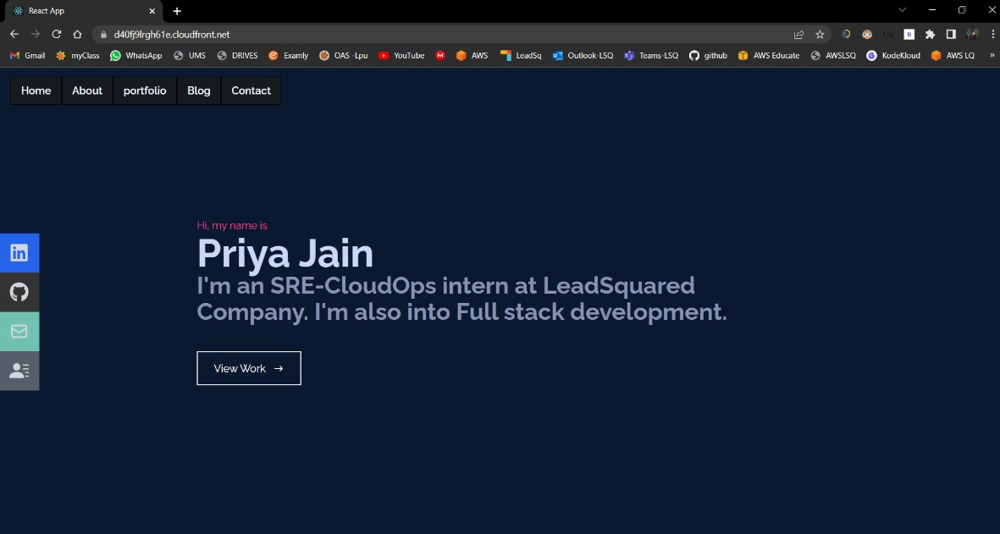 React App
d40fj9lrgh61e.cloudfront.net
Gmail myClass WhatsApp UMS DRIVES Examly OAS -Lpu YouTube AWS LeadSq Outlook-LSQ Teams-LSQ github AWS Educate AWSLSQ KodeKloud AWS LQ »
Home About portfolio Blog Contact
Hi, my name is
Priya Jain
I'm an SRE-CloudOps intern at LeadSquared
Company. I'm also into Full stack development.
in
View Work →